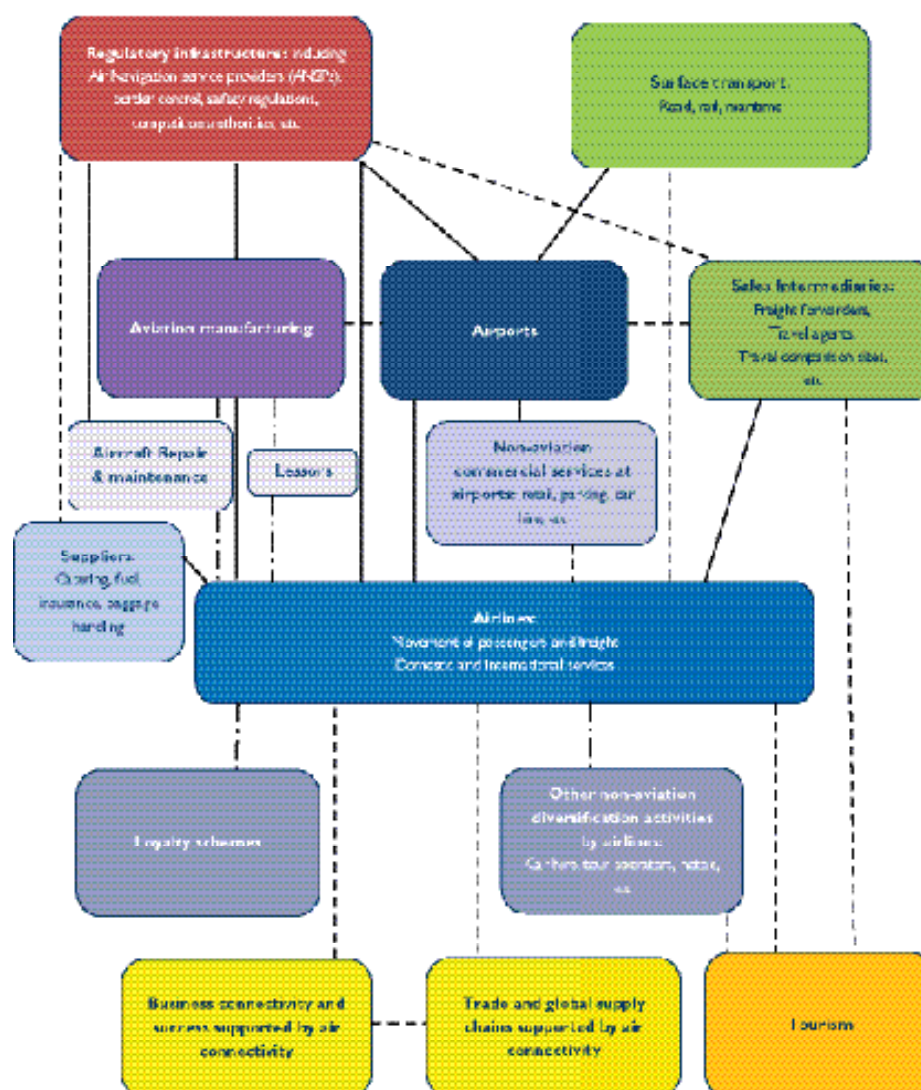 Regulatory infrastructure: including
Air Navigation service providers (ANSPs),
border control, safety regulations,
competition authorities, etc.
Surface transport:
Road, rail, maritime
Aviation manufacturing
Airports
Sales Intermediaries:
Freight forwarders,
Travel agents
Travel comparison sites,
etc.
Aircraft Repair
& maintenance
Lessors
Non-aviation
commercial services at
airports: retail, parking, car
hire, etc.
Suppliers
Catering, fuel,
insurance, baggage
handling
Airlines
Movement of passengers and freight
Domestic and international services
Loyalty schemes
Other non-aviation
diversification activities
by airlines:
Car hire, tour operators, hotels,
etc.
Business connectivity and
success supported by air
connectivity
Trade and global supply
chains supported by air
connectivity
Tourism